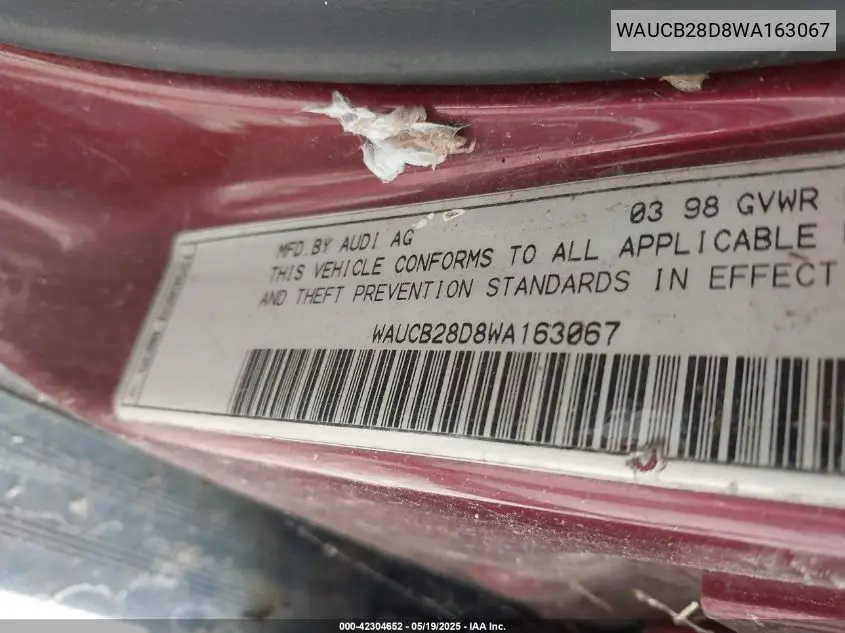 WAUCB28D8WA163067
MFD.BY AUDI AG 03 98 GVWR
THIS VEHICLE CONFORMS TO ALL APPLICABLE
AND THEFT PREVENTION STANDARDS IN EFFECT
WAUCB28D8WA163067
000-42304652 - 05/19/2025 - IAA Inc.